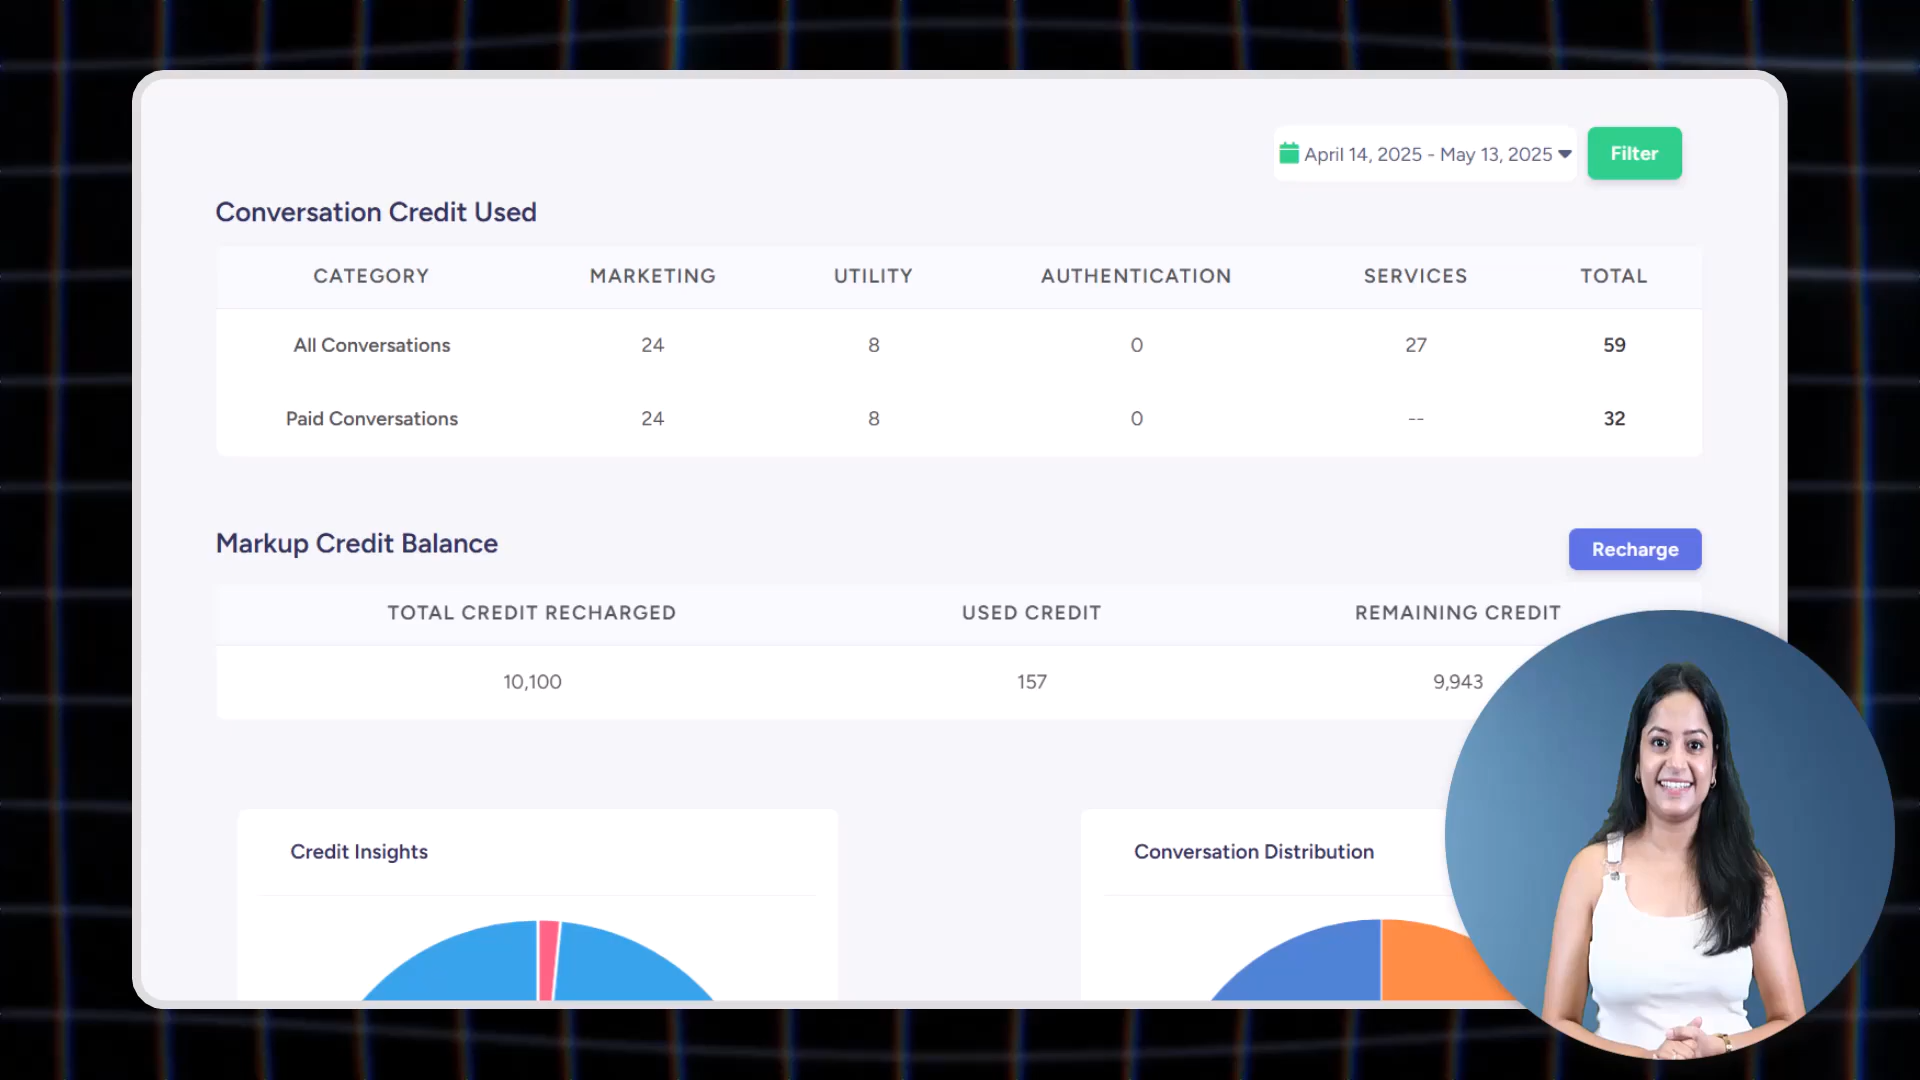 April 14, 2025 - May 13, 2025
Filter
Conversation Credit Used
CATEGORY MARKETING UTILITY AUTHENTICATION SERVICES TOTAL
All Conversations 24 8 0 27 59
Paid Conversations 24 8 0 -- 32
Markup Credit Balance
Recharge
TOTAL CREDIT RECHARGED USED CREDIT REMAINING CREDIT
10,100 157 9,943
Credit Insights
Conversation Distribution